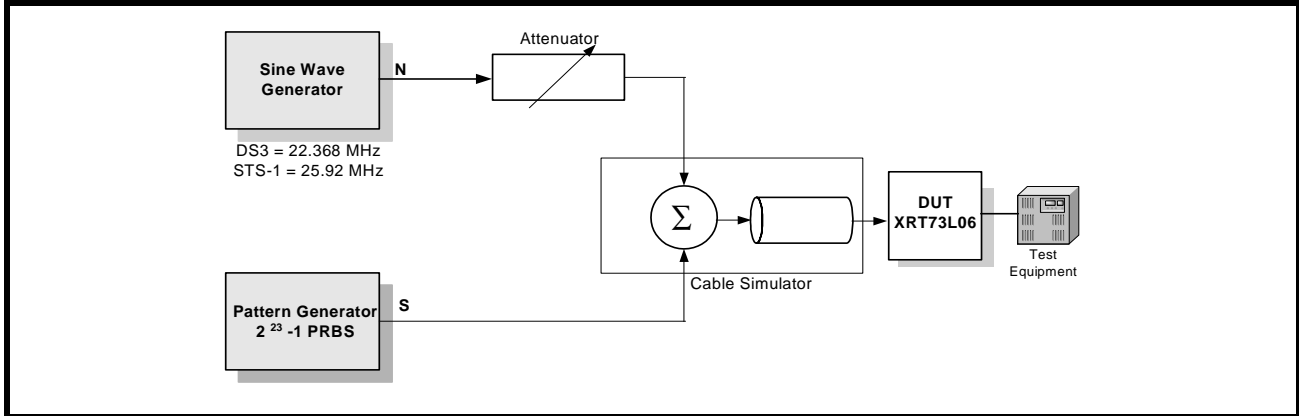 Attenuator
Sine Wave
Generator
N
DS3 = 22.368 MHz
STS-1 = 25.92 MHz
Σ
DUT
XRT73L06
Test
Equipment
Cable Simulator
Pattern Generator
2 23 -1 PRBS
S